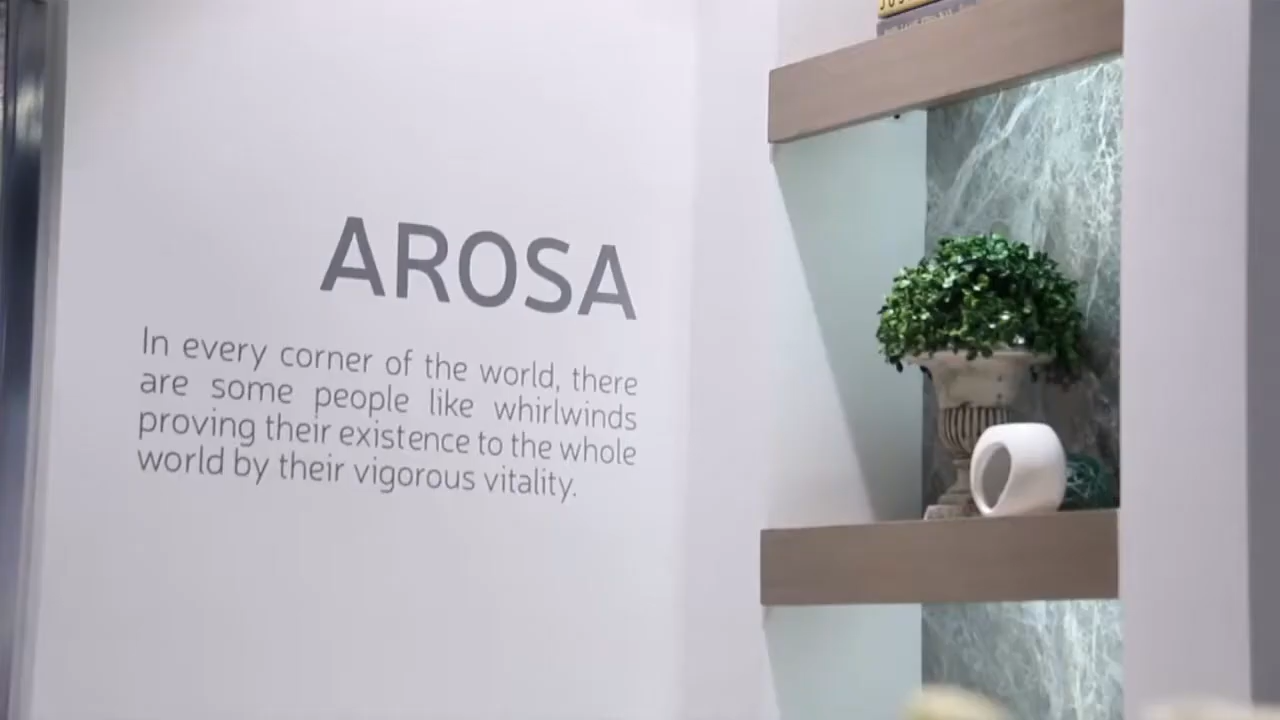 AROSA
In every corner of the world, there
are some people like whirlwinds
proving their existence to the whole
world by their vigorous vitality.